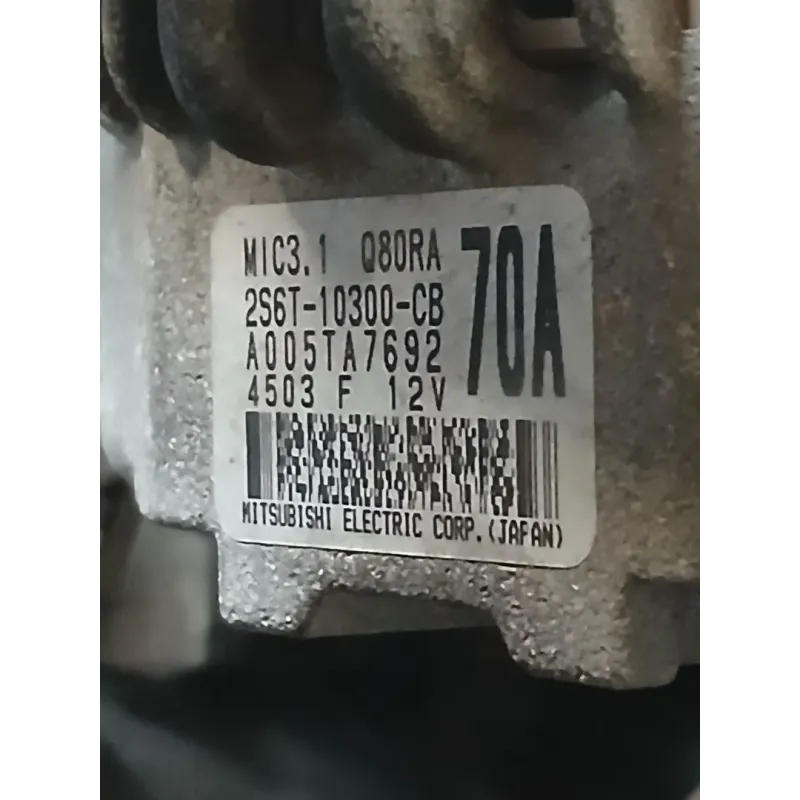 MIC3.1 Q80RA
70A
2S6T-10300-CB
A005TA7692
4503 F 12V
MITSUBISHI ELECTRIC CORP.(JAPAN)